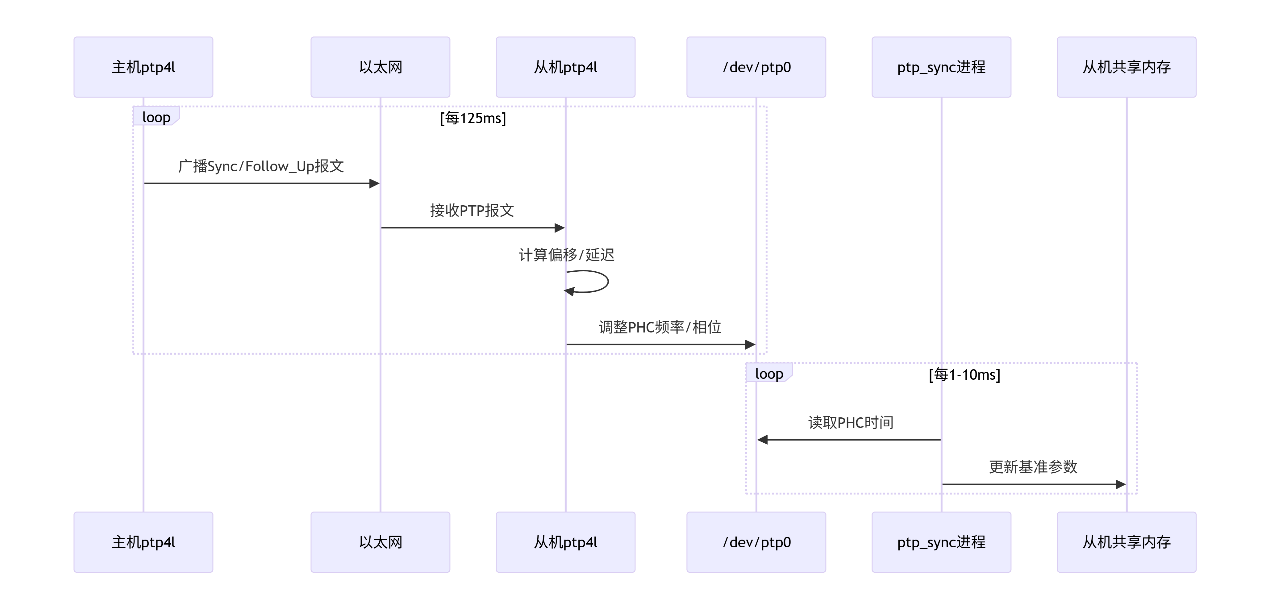 主机ptp4l
以太网
从机ptp4l
/dev/ptp0
ptp_sync进程
从机共享内存
loop
[每125ms]
广播Sync/Follow_Up报文
接收PTP报文
计算偏移/延迟
调整PHC频率/相位
loop
[每1-10ms]
读取PHC时间
更新基准参数
主机ptp4l
以太网
从机ptp4l
/dev/ptp0
ptp_sync进程
从机共享内存